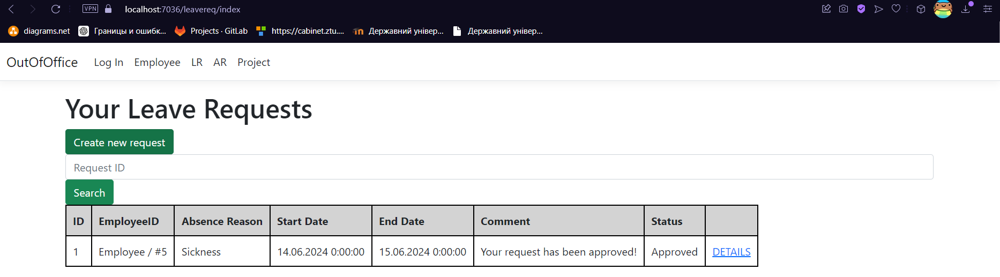 VPN localhost:7036/leavereq/index
diagrams.net Границы и ошибк... Projects · GitLab https://cabinet.ztu.... Державний універ... Державний універ...
OutOfOffice Log In Employee LR AR Project
Your Leave Requests
Create new request
Request ID
Search
ID EmployeeID Absence Reason Start Date End Date Comment Status
1 Employee / #5 Sickness 14.06.2024 0:00:00 15.06.2024 0:00:00 Your request has been approved! Approved DETAILS